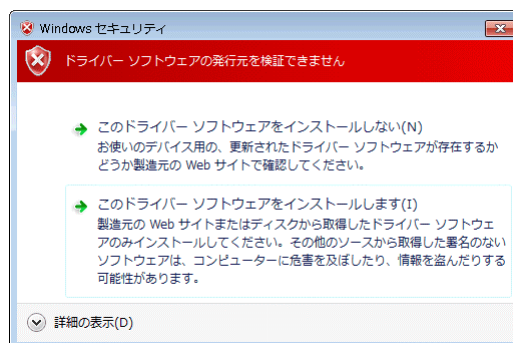 Windows セキュリティ
ドライバー ソフトウェアの発行元を検証できません
このドライバー ソフトウェアをインストールしない(N)
お使いのデバイス用の、更新されたドライバー ソフトウェアが存在するか
どうか製造元の Web サイトで確認してください。
このドライバー ソフトウェアをインストールします(I)
製造元の Web サイトまたはディスクから取得したドライバー ソフトウェ
アのみインストールしてください。その他のソースから取得した署名のない
ソフトウェアは、コンピューターに危害を及ぼしたり、情報を盗んだりする
可能性があります。
詳細の表示(D)